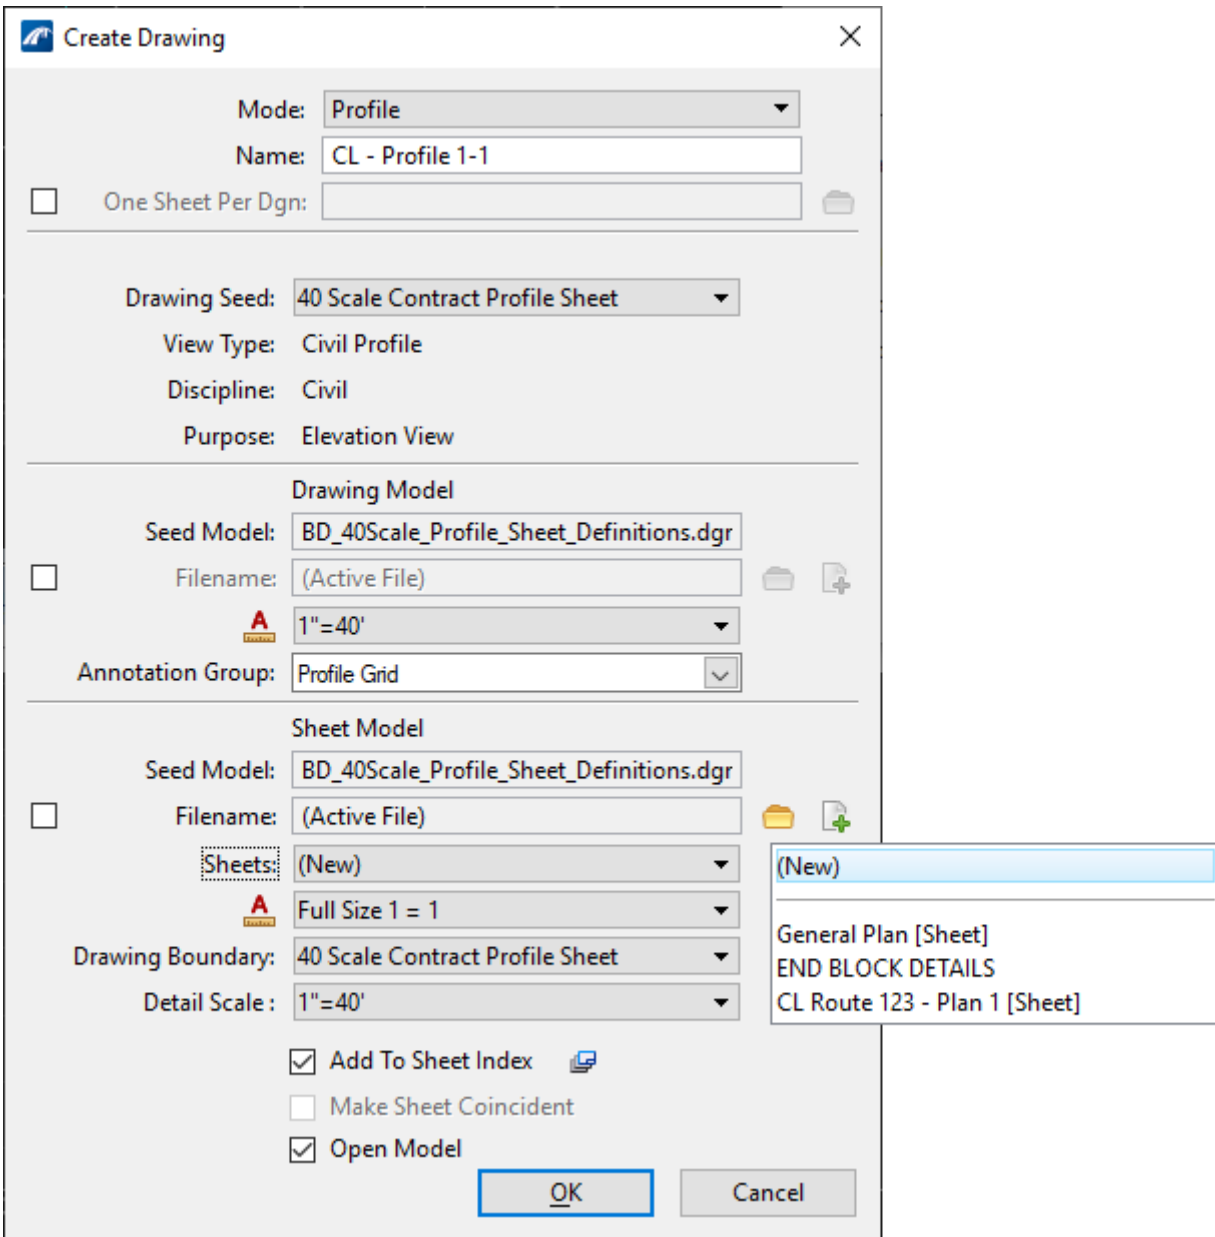 Create Drawing
Mode: Profile
Name: CL - Profile 1-1
One Sheet Per Dgn:
Drawing Seed: 40 Scale Contract Profile Sheet
View Type: Civil Profile
Discipline: Civil
Purpose: Elevation View
Drawing Model
Seed Model: BD_40Scale_Profile_Sheet_Definitions.dgr
Filename: (Active File)
A 1"=40'
Annotation Group: Profile Grid
Sheet Model
Seed Model: BD_40Scale_Profile_Sheet_Definitions.dgr
Filename: (Active File)
Sheets: (New)
(New)
General Plan [Sheet]
END BLOCK DETAILS
CL Route 123 - Plan 1 [Sheet]
A Full Size 1 = 1
Drawing Boundary: 40 Scale Contract Profile Sheet
Detail Scale : 1"=40'
Add To Sheet Index
Make Sheet Coincident
Open Model
OK Cancel